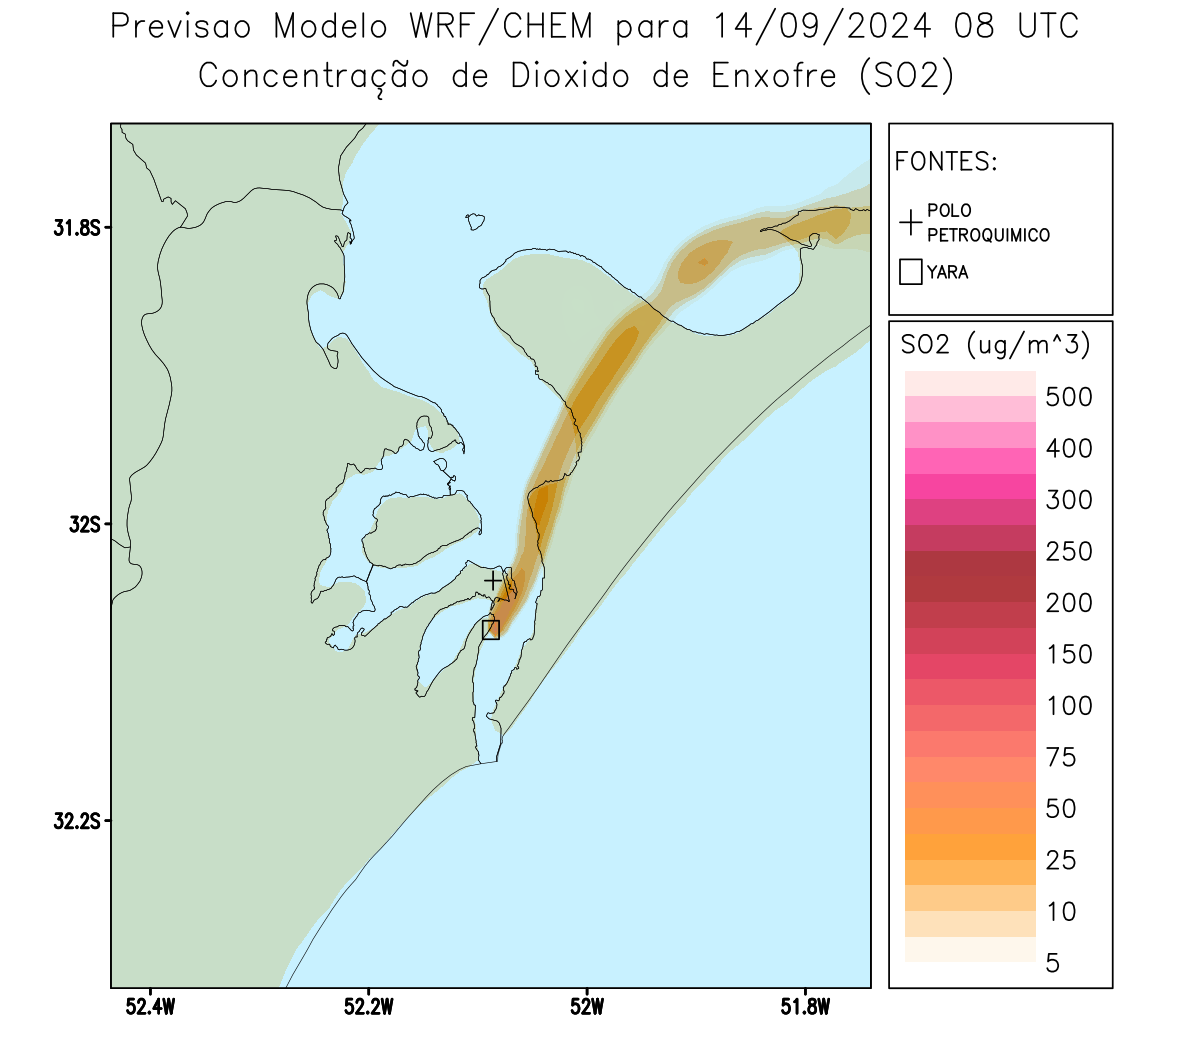 Previsao Modelo WRF/CHEM para 14/09/2024 08 UTC
Concentração de Dioxido de Enxofre (SO2)
FONTES:
POLO
PETROQUIMICO
YARA
31.8S
32S
32.2S
52.4W
52.2W
52W
51.8W
SO2 (ug/m^3)
500
400
300
250
200
150
100
75
50
25
10
5